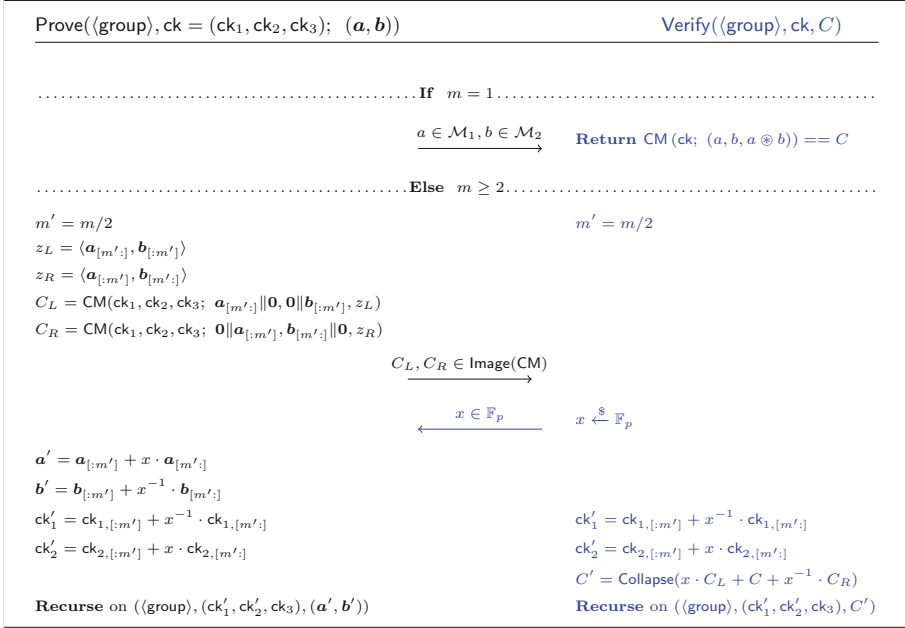 Prove(⟨group⟩, ck = (ck₁, ck₂, ck₃); (𝒂, 𝒃)) Verify(⟨group⟩, ck, C)
If m = 1
a ∈ ℳ₁, b ∈ ℳ₂
Return CM (ck; (a, b, a ⊛ b)) == C
Else m ≥ 2
m′ = m/2 m′ = m/2
z_L = ⟨𝒂_[m′:], 𝒃_[:m′]⟩
z_R = ⟨𝒂_[:m′], 𝒃_[m′:]⟩
C_L = CM(ck₁, ck₂, ck₃; 𝒂_[m′:]‖𝟎, 𝟎‖𝒃_[:m′], z_L)
C_R = CM(ck₁, ck₂, ck₃; 𝟎‖𝒂_[:m′], 𝒃_[m′:]‖𝟎, z_R)
C_L, C_R ∈ Image(CM)
x ∈ 𝔽_p x ←$ 𝔽_p
𝒂′ = 𝒂_[:m′] + x · 𝒂_[m′:]
𝒃′ = 𝒃_[:m′] + x⁻¹ · 𝒃_[m′:]
ck′₁ = ck_1,[:m′] + x⁻¹ · ck_1,[m′:] ck′₁ = ck_1,[:m′] + x⁻¹ · ck_1,[m′:]
ck′₂ = ck_2,[:m′] + x · ck_2,[m′:] ck′₂ = ck_2,[:m′] + x · ck_2,[m′:]
C′ = Collapse(x · C_L + C + x⁻¹ · C_R)
Recurse on (⟨group⟩, (ck′₁, ck′₂, ck₃), (𝒂′, 𝒃′)) Recurse on (⟨group⟩, (ck′₁, ck′₂, ck₃), C′)